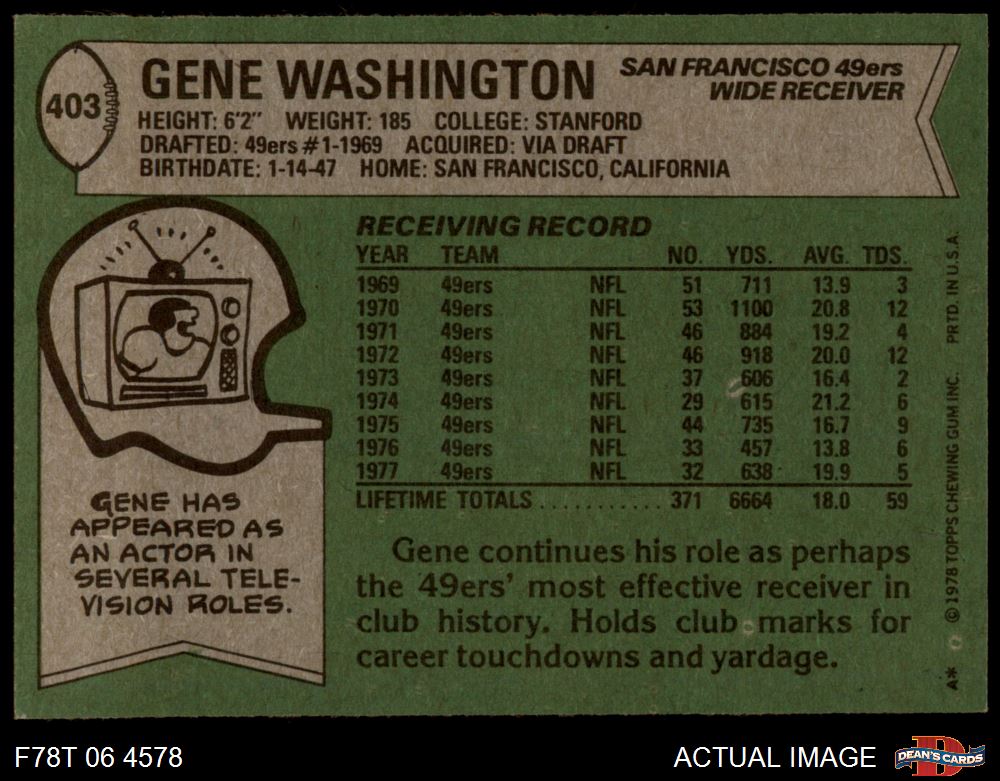 403
GENE WASHINGTON
SAN FRANCISCO 49ers
WIDE RECEIVER
HEIGHT: 6'2" WEIGHT: 185 COLLEGE: STANFORD
DRAFTED: 49ers #1-1969 ACQUIRED: VIA DRAFT
BIRTHDATE: 1-14-47 HOME: SAN FRANCISCO, CALIFORNIA
RECEIVING RECORD
YEAR TEAM NO. YDS. AVG. TDS.
1969 49ers NFL 51 711 13.9 3
1970 49ers NFL 53 1100 20.8 12
1971 49ers NFL 46 884 19.2 4
1972 49ers NFL 46 918 20.0 12
1973 49ers NFL 37 606 16.4 2
1974 49ers NFL 29 615 21.2 6
1975 49ers NFL 44 735 16.7 9
1976 49ers NFL 33 457 13.8 6
1977 49ers NFL 32 638 19.9 5
LIFETIME TOTALS ........... 371 6664 18.0 59
GENE HAS
APPEARED AS
AN ACTOR IN
SEVERAL TELE-
VISION ROLES.
Gene continues his role as perhaps
the 49ers' most effective receiver in
club history. Holds club marks for
career touchdowns and yardage.
A* ©1978 TOPPS CHEWING GUM INC. PRTD. IN U.S.A.
F78T 06 4578
ACTUAL IMAGE
D
DEAN'S CARDS